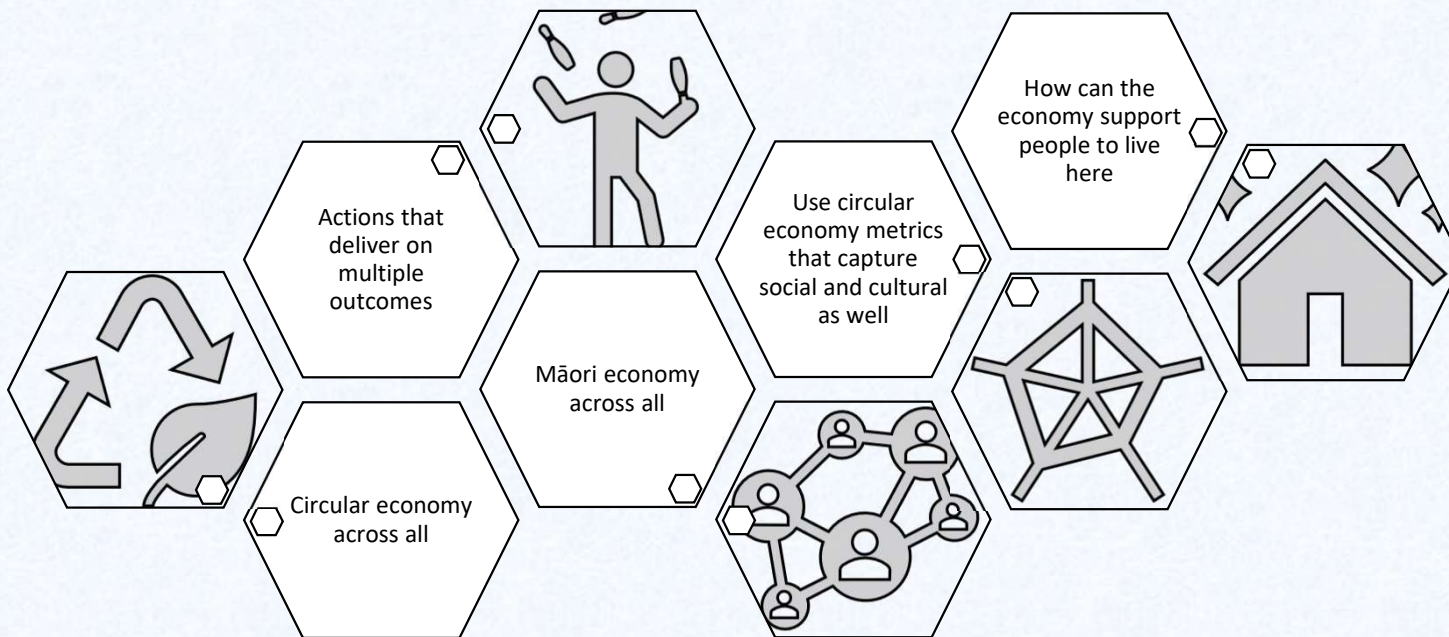 Actions that
deliver on
multiple
outcomes
Circular economy
across all
Māori economy
across all
Use circular
economy metrics
that capture
social and cultural
as well
How can the
economy support
people to live
here